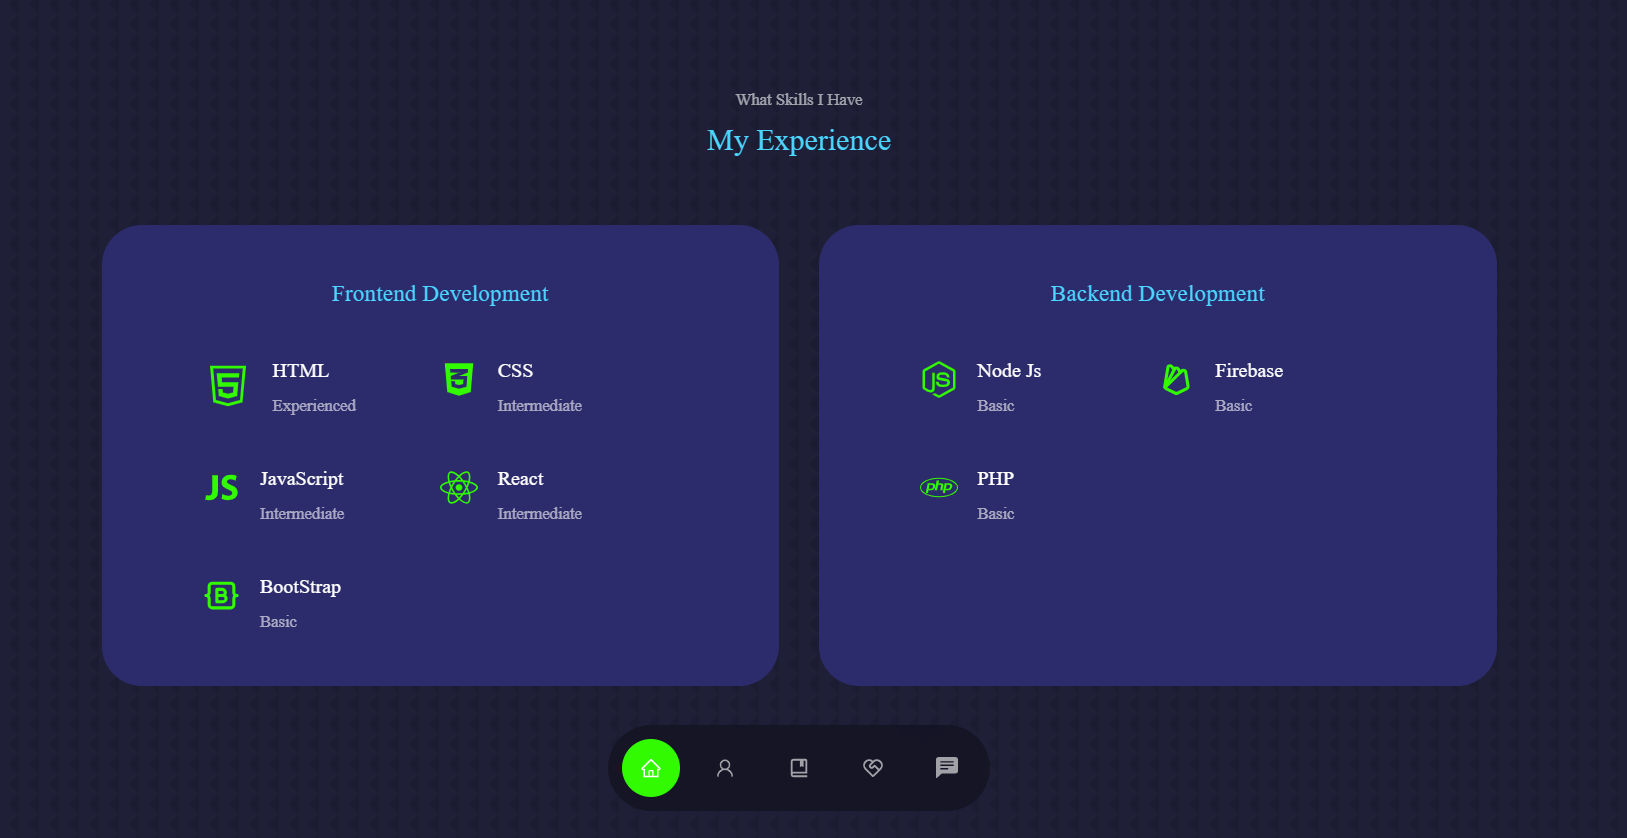 What Skills I Have
My Experience
Frontend Development
HTML
Experienced
CSS
Intermediate
JS
JavaScript
Intermediate
React
Intermediate
B
BootStrap
Basic
Backend Development
JS
Node Js
Basic
Firebase
Basic
php
PHP
Basic